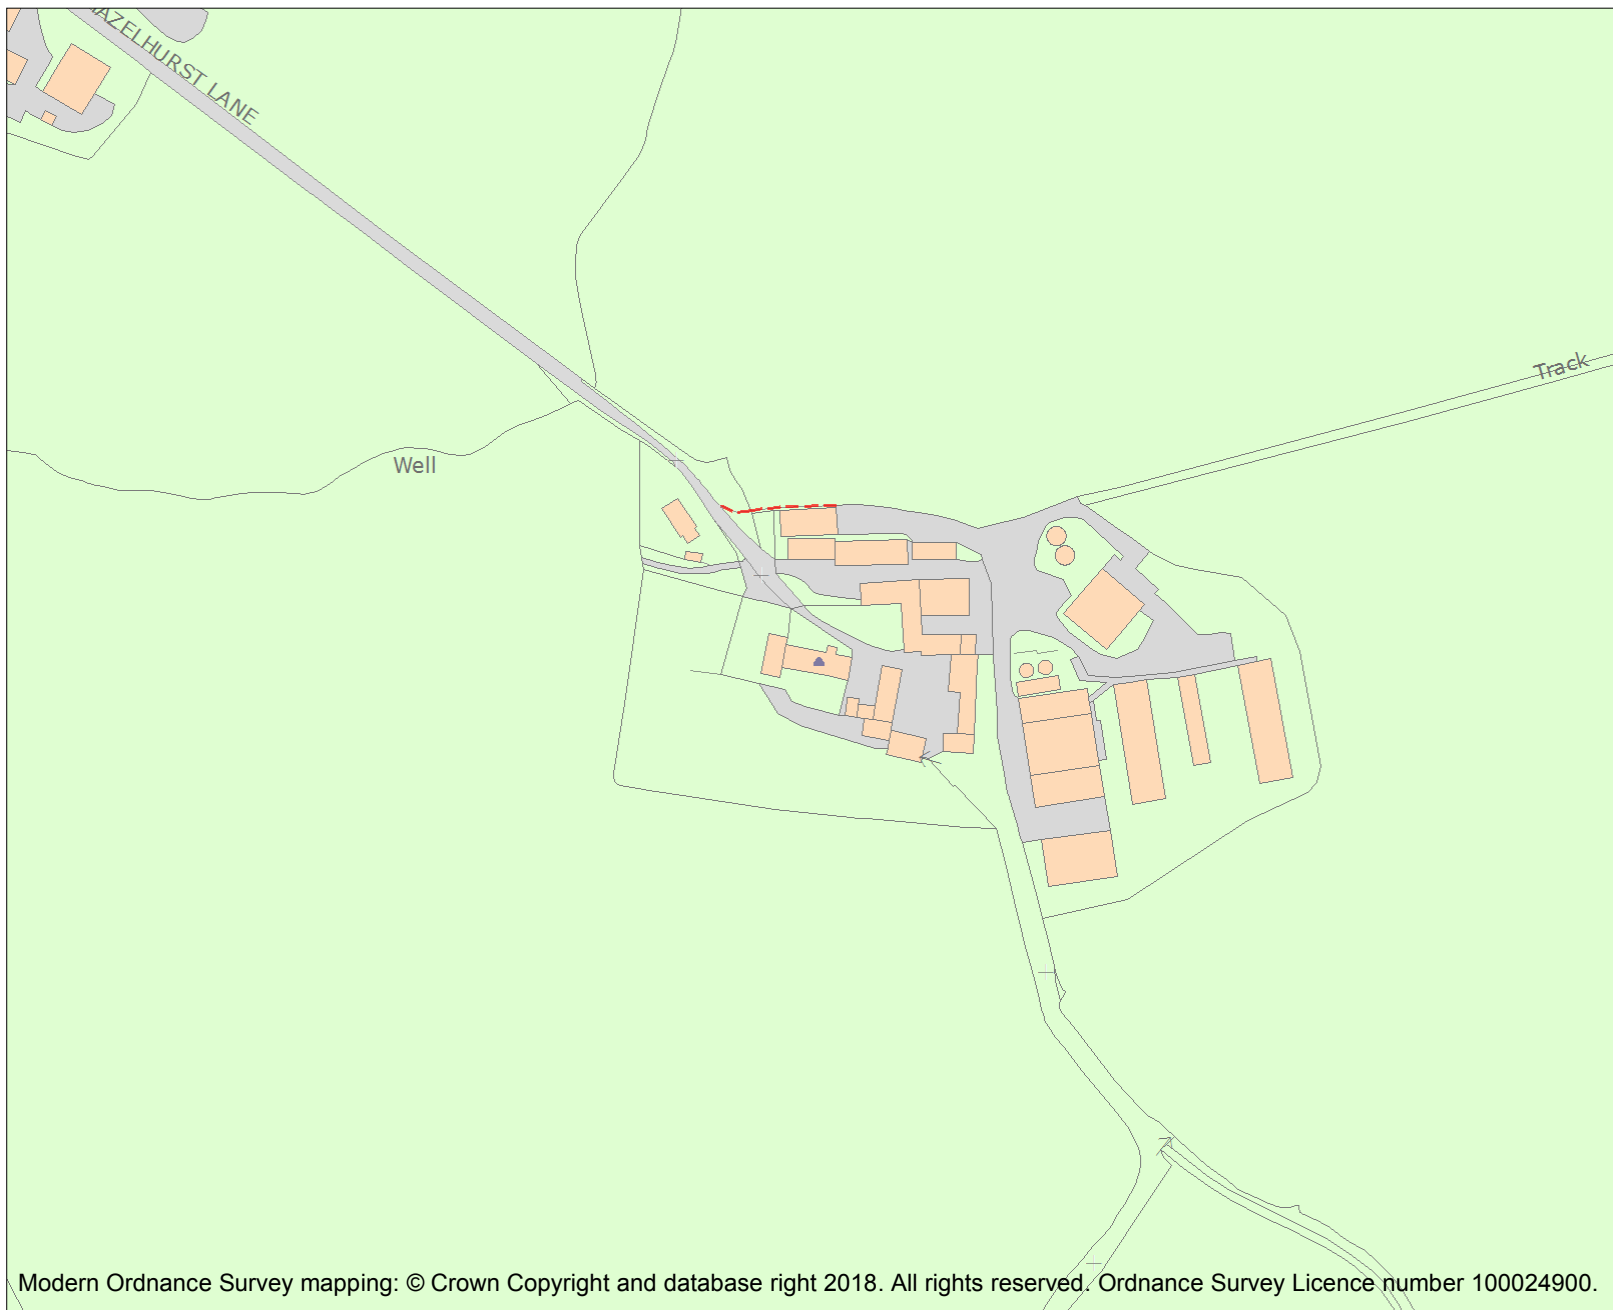 HAZELHURST LANE
Track
Well
Modern Ordnance Survey mapping: © Crown Copyright and database right 2018. All rights reserved. Ordnance Survey Licence number 100024900.